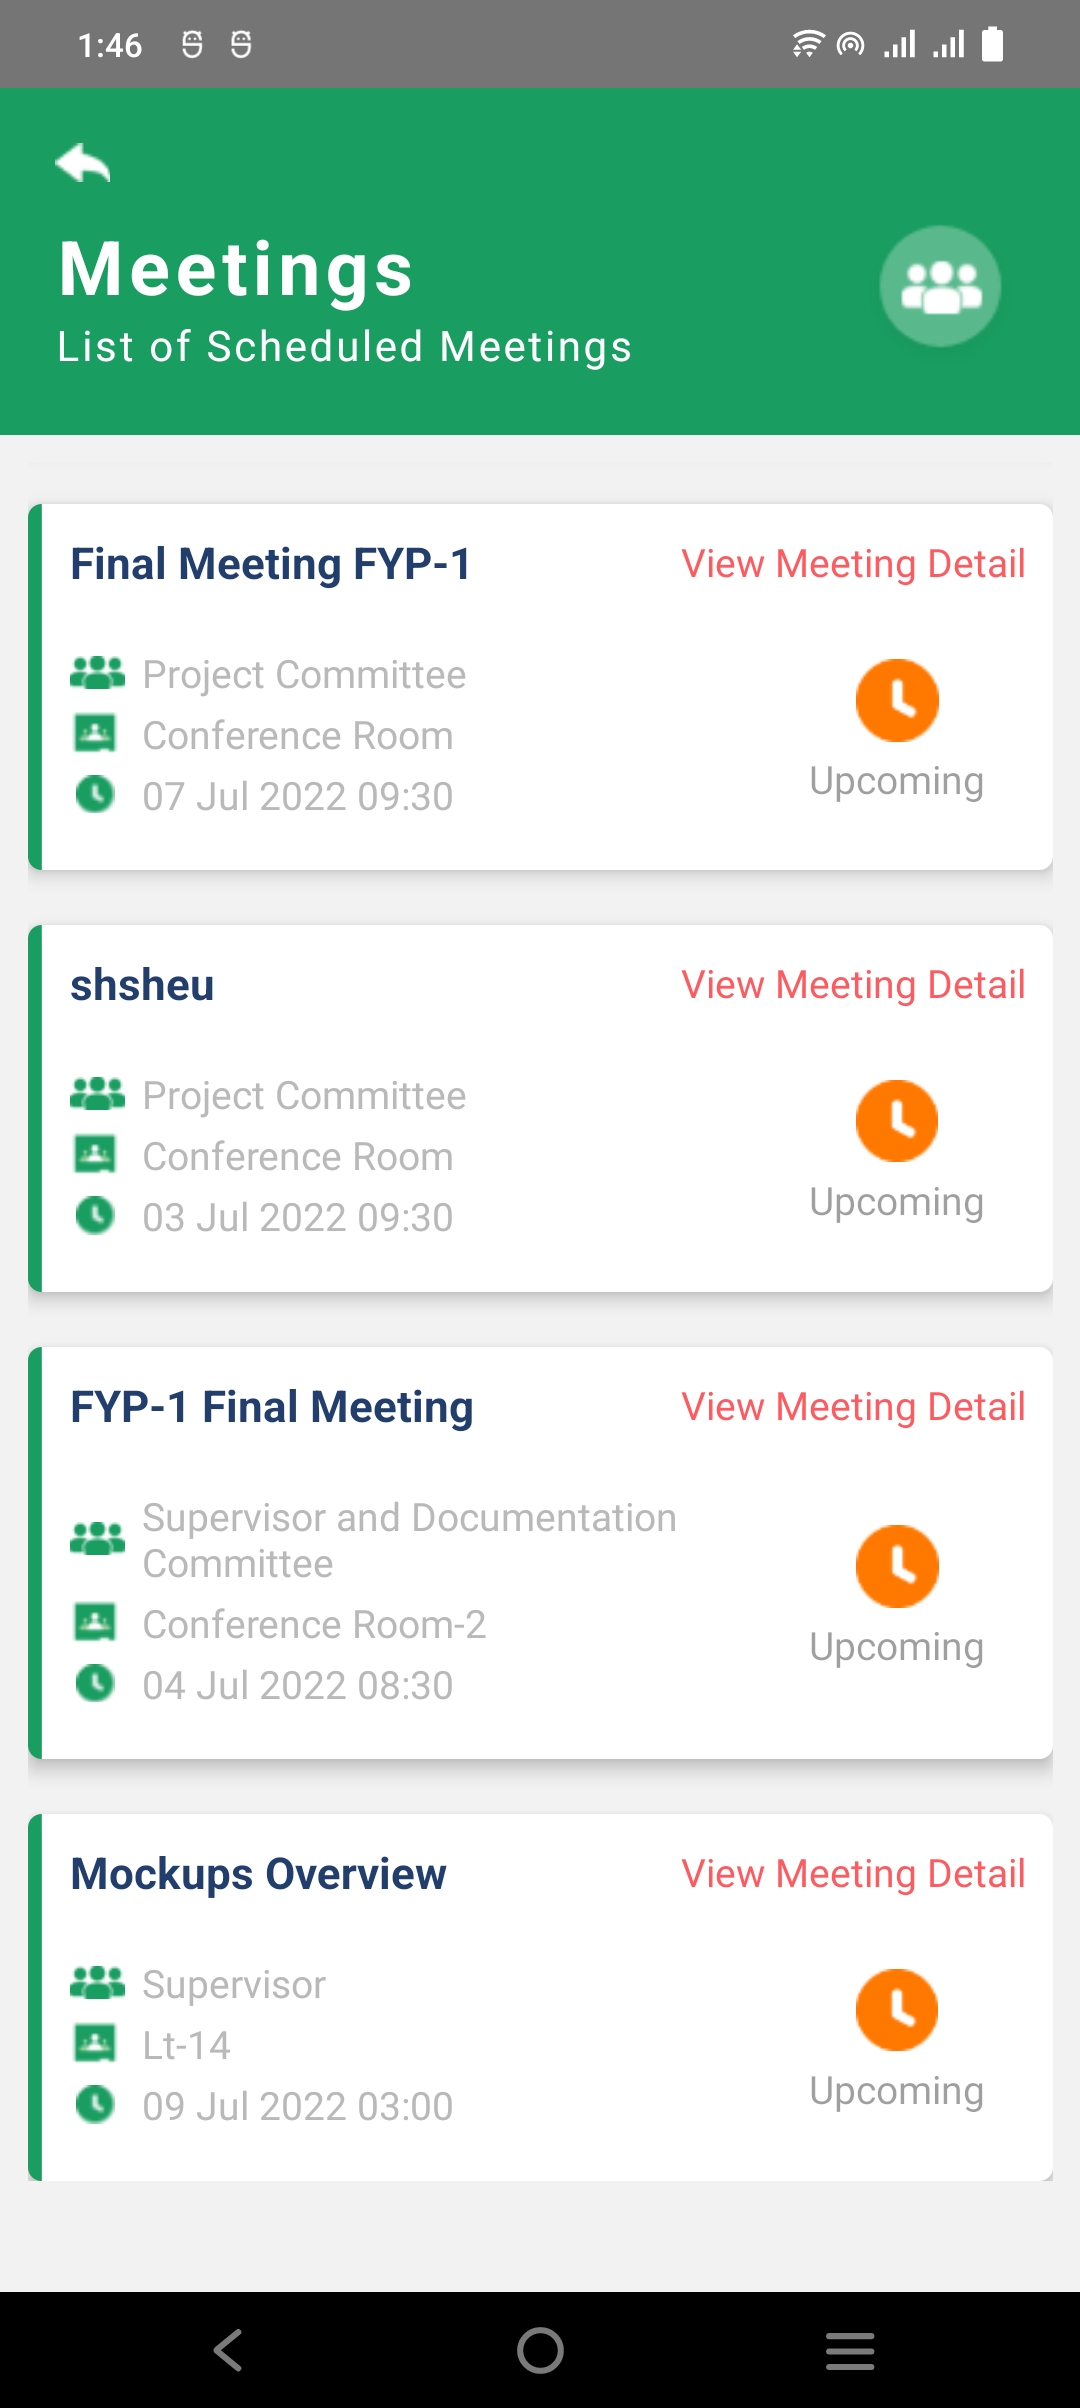 1:46
Meetings
List of Scheduled Meetings
Final Meeting FYP-1
View Meeting Detail
Project Committee
Conference Room
07 Jul 2022 09:30
Upcoming
shsheu
View Meeting Detail
Project Committee
Conference Room
03 Jul 2022 09:30
Upcoming
FYP-1 Final Meeting
View Meeting Detail
Supervisor and Documentation
Committee
Conference Room-2
04 Jul 2022 08:30
Upcoming
Mockups Overview
View Meeting Detail
Supervisor
Lt-14
09 Jul 2022 03:00
Upcoming